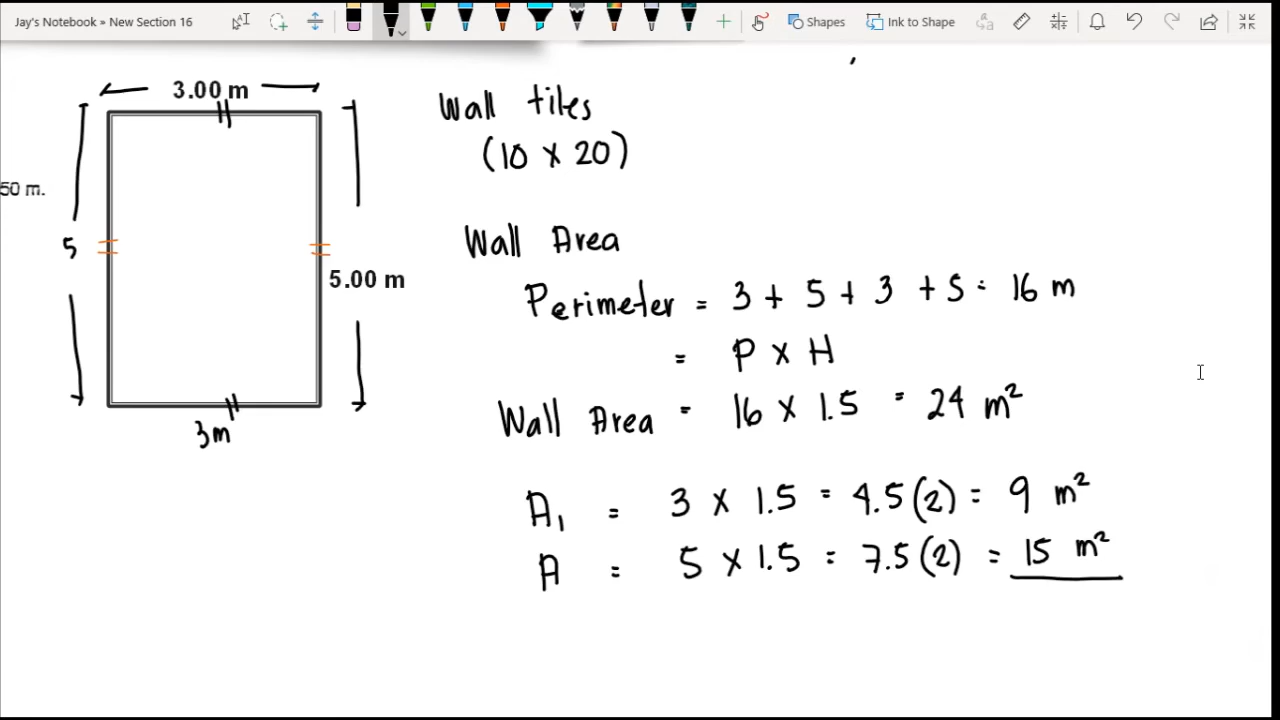 Jay's Notebook » New Section 16
Shapes
Ink to Shape
3.00 m
50 m.
5
5.00 m
3m
Wall tiles
(10 x 20)
Wall Area
Perimeter = 3 + 5 + 3 + 5 = 16 m
= P x H
Wall Area = 16 x 1.5 = 24 m²
A₁ = 3 x 1.5 = 4.5(2) = 9 m²
A = 5 x 1.5 = 7.5(2) = 15 m²